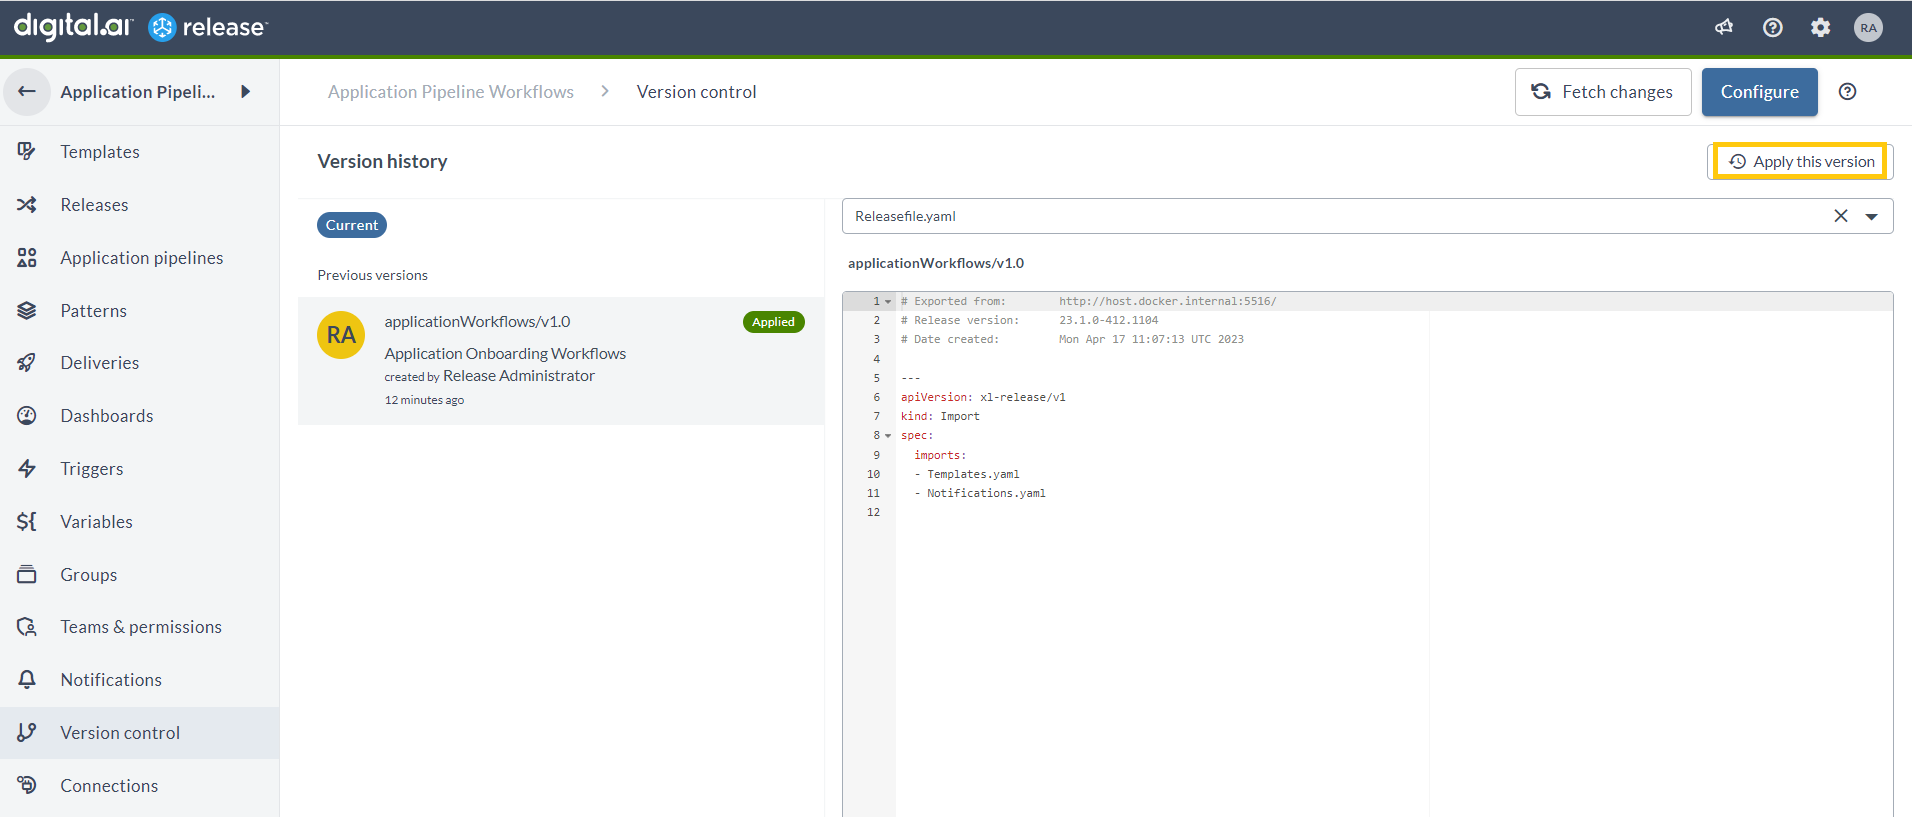 digital.ai release
RA
Application Pipeli...
Application Pipeline Workflows > Version control
Fetch changes
Configure
Templates
Releases
Application pipelines
Patterns
Deliveries
Dashboards
Triggers
Variables
Groups
Teams & permissions
Notifications
Version control
Connections
Version history
Apply this version
Current
Previous versions
RA
applicationWorkflows/v1.0
Applied
Application Onboarding Workflows
created by Release Administrator
12 minutes ago
Releasefile.yaml
applicationWorkflows/v1.0
1 # Exported from: http://host.docker.internal:5516/
2 # Release version: 23.1.0-412.1104
3 # Date created: Mon Apr 17 11:07:13 UTC 2023
4
5 ---
6 apiVersion: xl-release/v1
7 kind: Import
8 spec:
9 imports:
10 - Templates.yaml
11 - Notifications.yaml
12